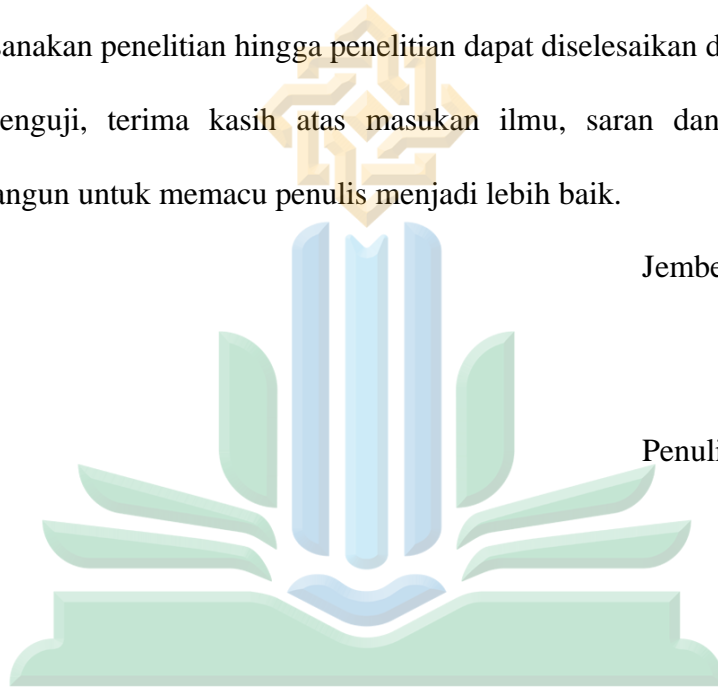 sanakan penelitian hingga penelitian dapat diselesaikan d
enguji, terima kasih atas masukan ilmu, saran dan
angun untuk memacu penulis menjadi lebih baik.
Jembe
Penuli